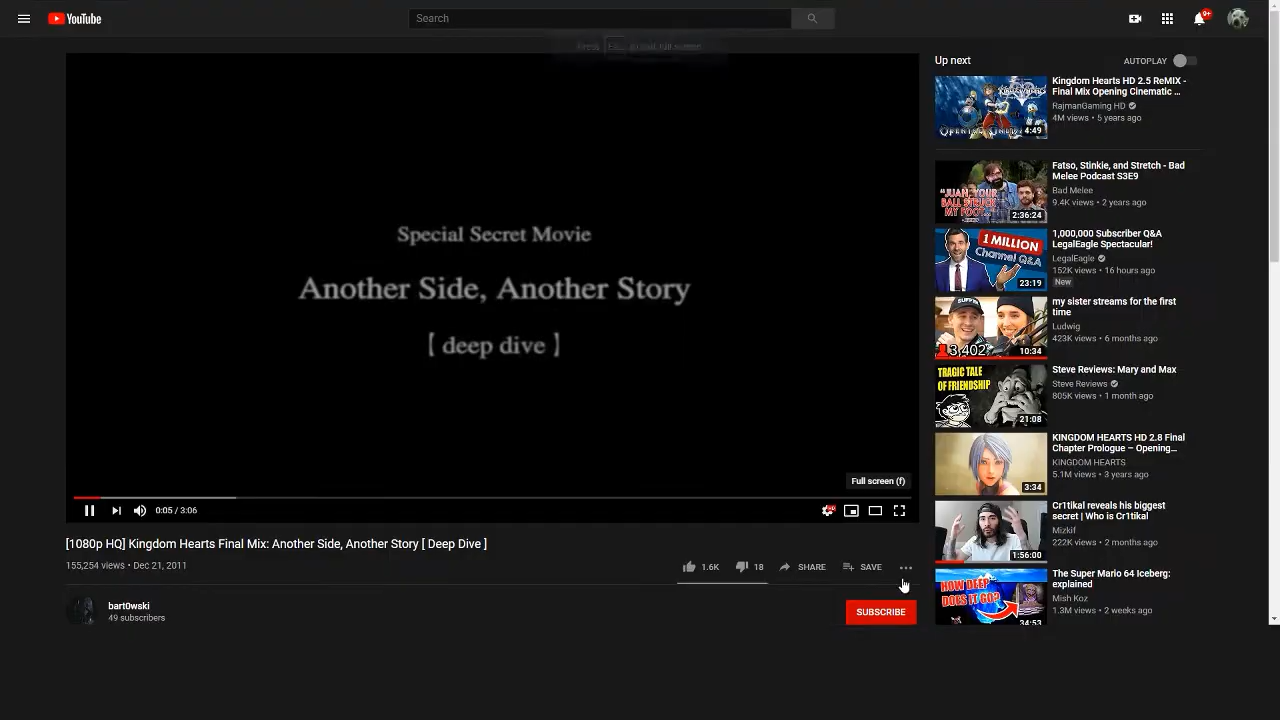 YouTube
Search
9+
Special Secret Movie
Another Side, Another Story
[ deep dive ]
Full screen (f)
0:05 / 3:06
[1080p HQ] Kingdom Hearts Final Mix: Another Side, Another Story [ Deep Dive ]
155,254 views • Dec 21, 2011
1.6K
18
SHARE
SAVE
bart0wski
49 subscribers
SUBSCRIBE
Up next
AUTOPLAY
4:49
Kingdom Hearts HD 2.5 ReMIX -
Final Mix Opening Cinematic ...
RajmanGaming HD
4M views • 5 years ago
"JUAN, YOUR
BALL STRUCK
MY FOOT..."
2:36:24
Fatso, Stinkie, and Stretch - Bad
Melee Podcast S3E9
Bad Melee
9.4K views • 2 years ago
1 MILLION
Channel Q&A
23:19
1,000,000 Subscriber Q&A
LegalEagle Spectacular!
LegalEagle
152K views • 16 hours ago
New
3,402
10:34
my sister streams for the first
time
Ludwig
423K views • 6 months ago
TRAGIC TALE
OF FRIENDSHIP
21:08
Steve Reviews: Mary and Max
Steve Reviews
805K views • 1 month ago
3:34
KINGDOM HEARTS HD 2.8 Final
Chapter Prologue – Opening...
KINGDOM HEARTS
5.1M views • 3 years ago
1:56:00
Cr1tikal reveals his biggest
secret | Who is Cr1tikal
Mizkif
222K views • 2 months ago
HOW DEEP
DOES IT GO?
34:53
The Super Mario 64 Iceberg:
explained
Mish Koz
1.3M views • 2 weeks ago